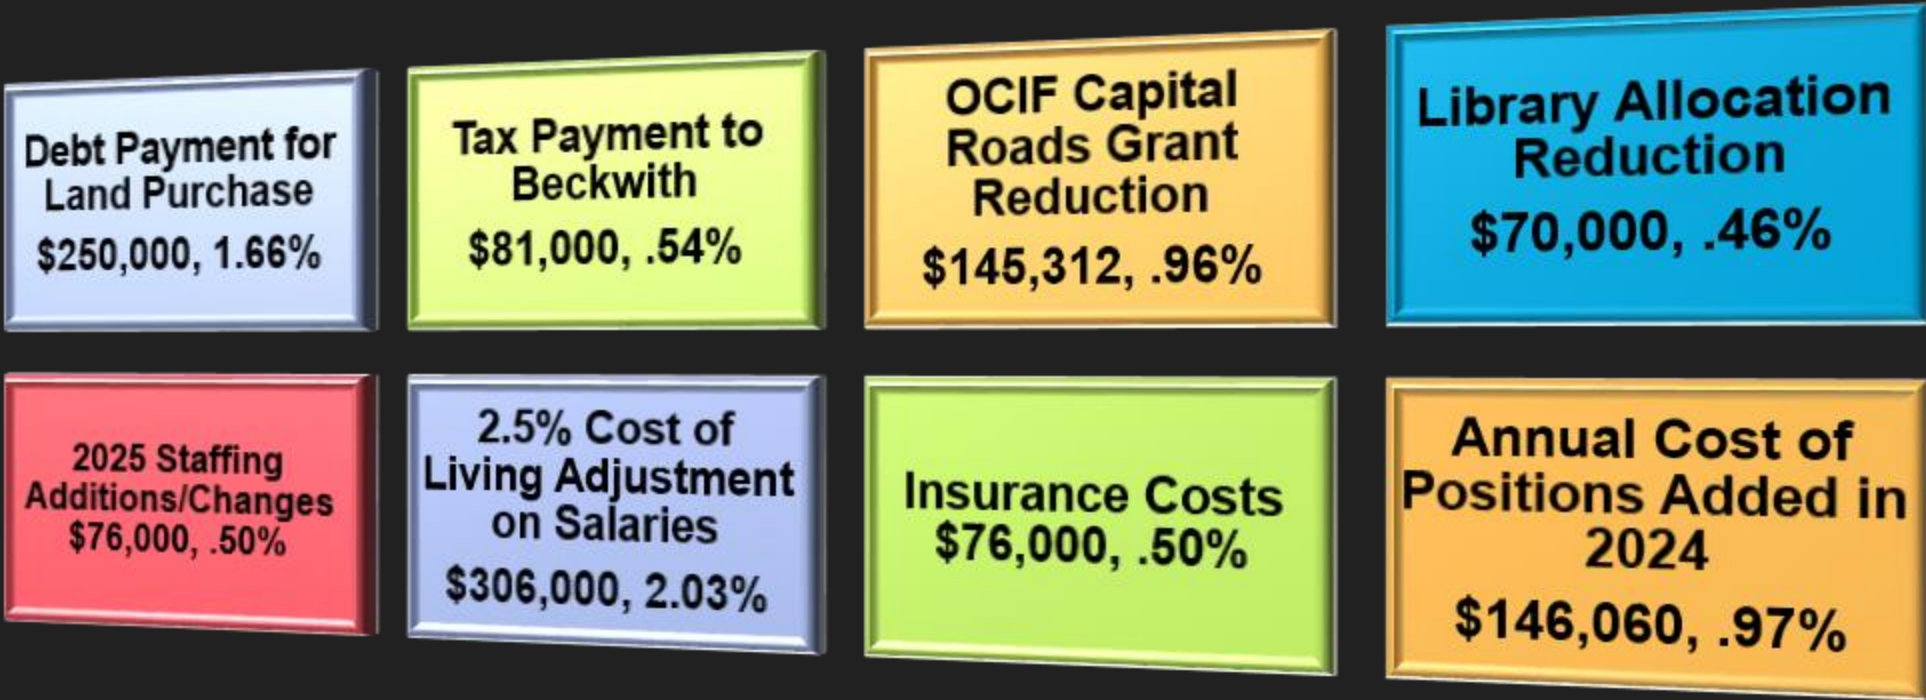 Debt Payment for
Land Purchase
$250,000, 1.66%
Tax Payment to
Beckwith
$81,000, .54%
OCIF Capital
Roads Grant
Reduction
$145,312, .96%
Library Allocation
Reduction
$70,000, .46%
2025 Staffing
Additions/Changes
$76,000, .50%
2.5% Cost of
Living Adjustment
on Salaries
$306,000, 2.03%
Insurance Costs
$76,000, .50%
Annual Cost of
Positions Added in
2024
$146,060, .97%